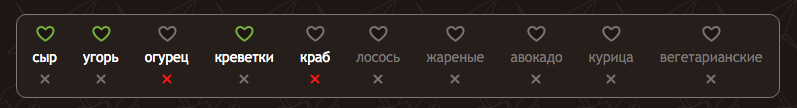 сыр угорь огурец креветки краб лосось жареные авокадо курица вегетарианские